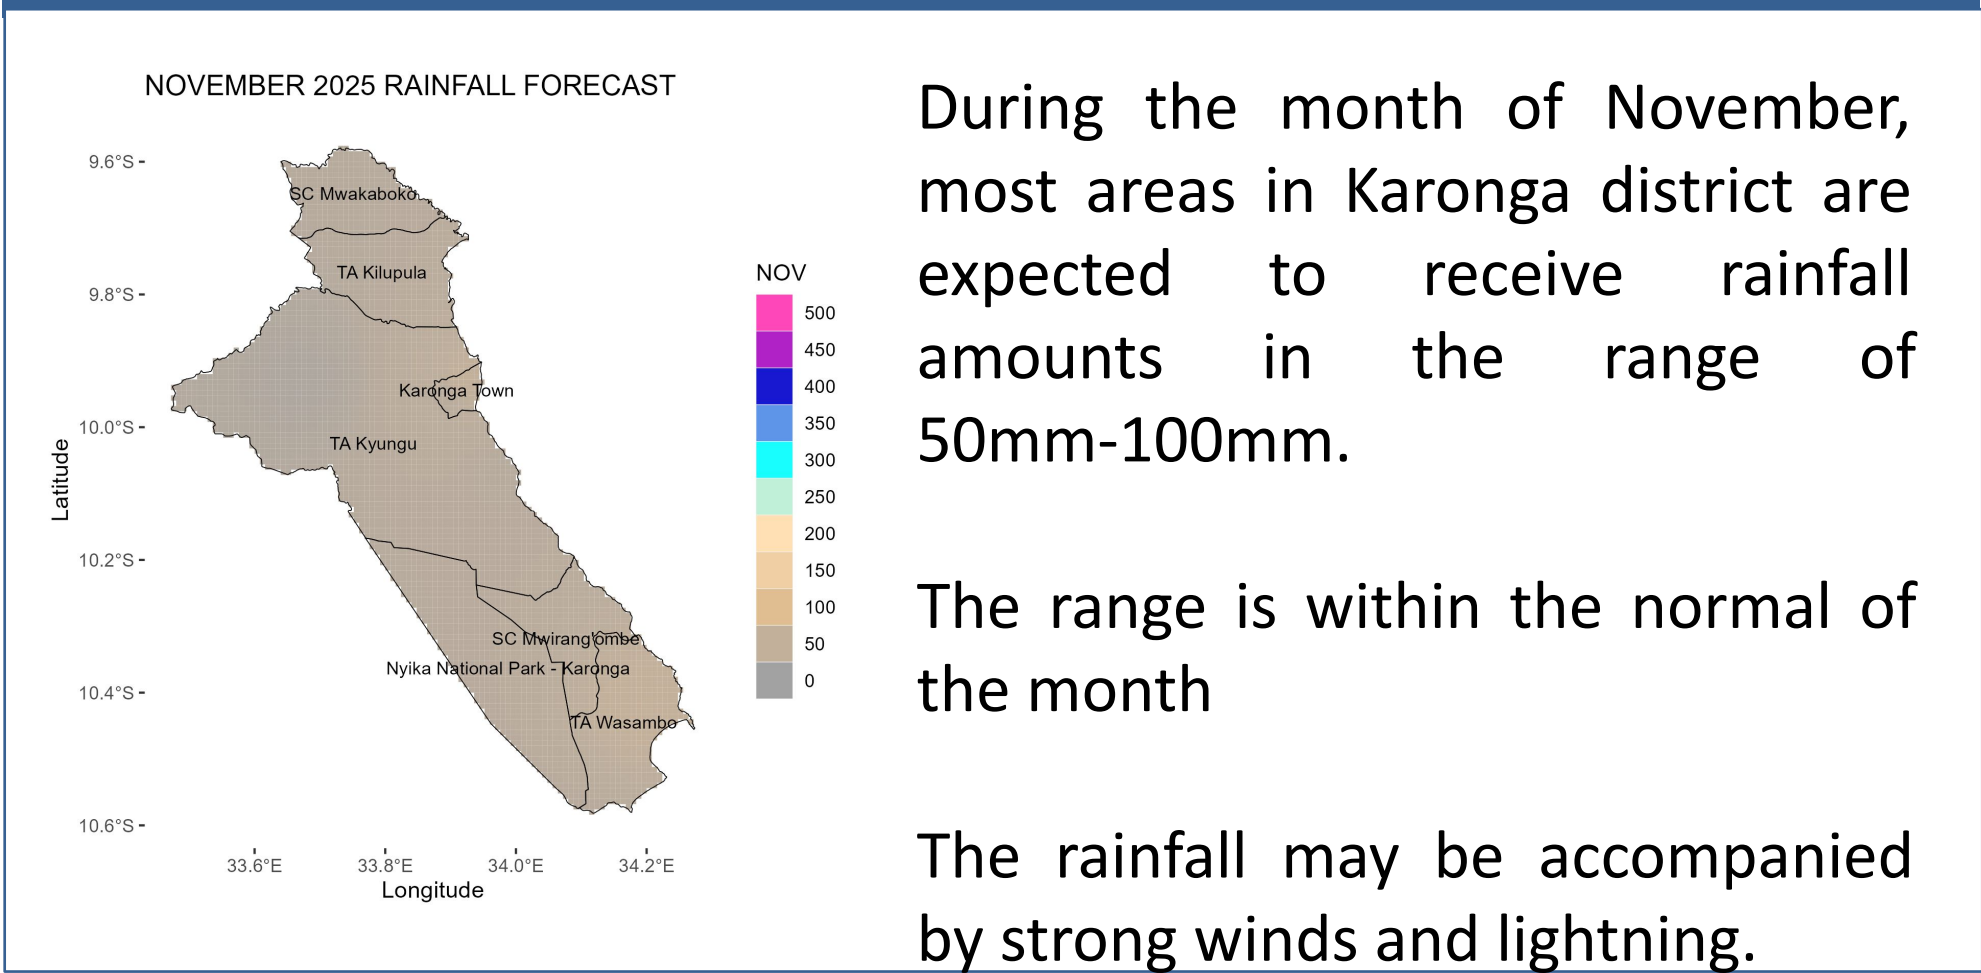 NOVEMBER 2025 RAINFALL FORECAST
9.6°S
9.8°S
10.0°S
10.2°S
10.4°S
10.6°S
Latitude
33.6°E 33.8°E 34.0°E 34.2°E
Longitude
SC Mwakaboko
TA Kilupula
Karonga Town
TA Kyungu
SC Mwirang'ombe
Nyika National Park - Karonga
TA Wasambo
NOV
500
450
400
350
300
250
200
150
100
50
0
During the month of November,
most areas in Karonga district are
expected to receive rainfall
amounts in the range of
50mm-100mm.
The range is within the normal of
the month
The rainfall may be accompanied
by strong winds and lightning.